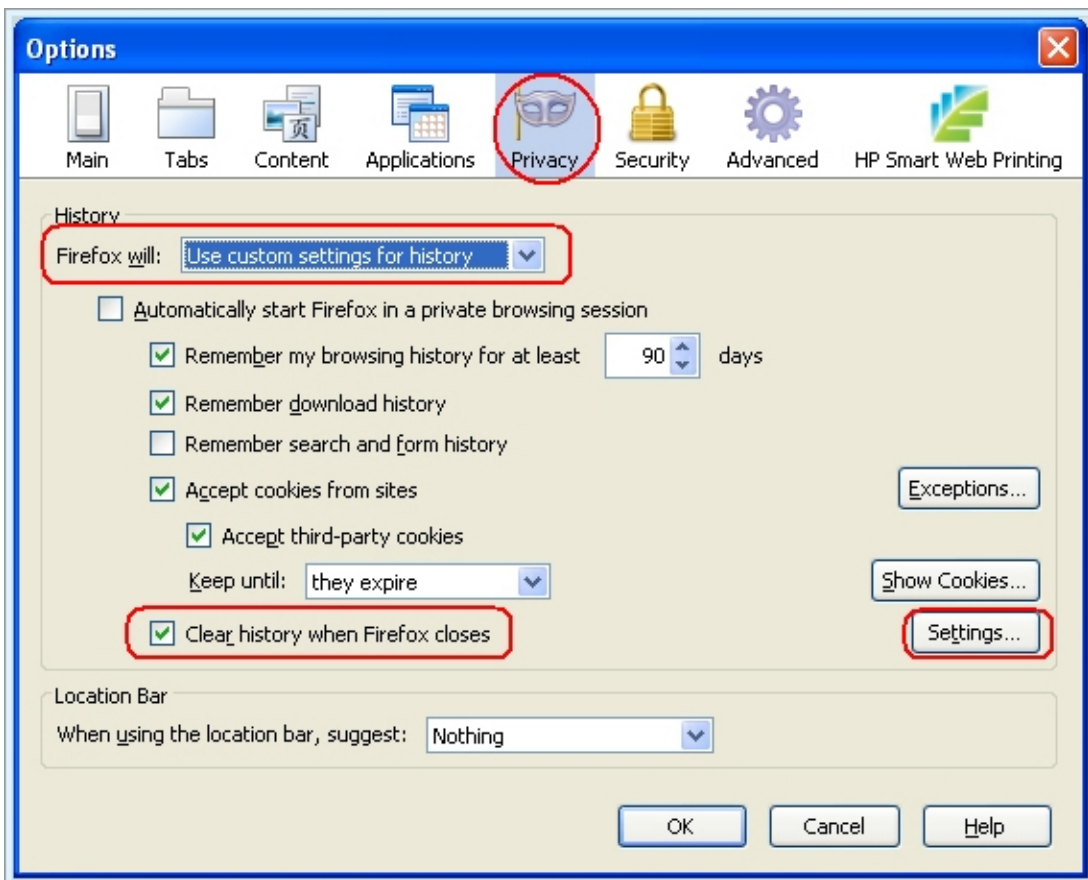 Options
Main Tabs Content Applications Privacy Security Advanced HP Smart Web Printing
页
History
Firefox will: Use custom settings for history
Automatically start Firefox in a private browsing session
Remember my browsing history for at least 90 days
Remember download history
Remember search and form history
Accept cookies from sites Exceptions...
Accept third-party cookies
Keep until: they expire Show Cookies...
Clear history when Firefox closes Settings...
Location Bar
When using the location bar, suggest: Nothing
OK Cancel Help